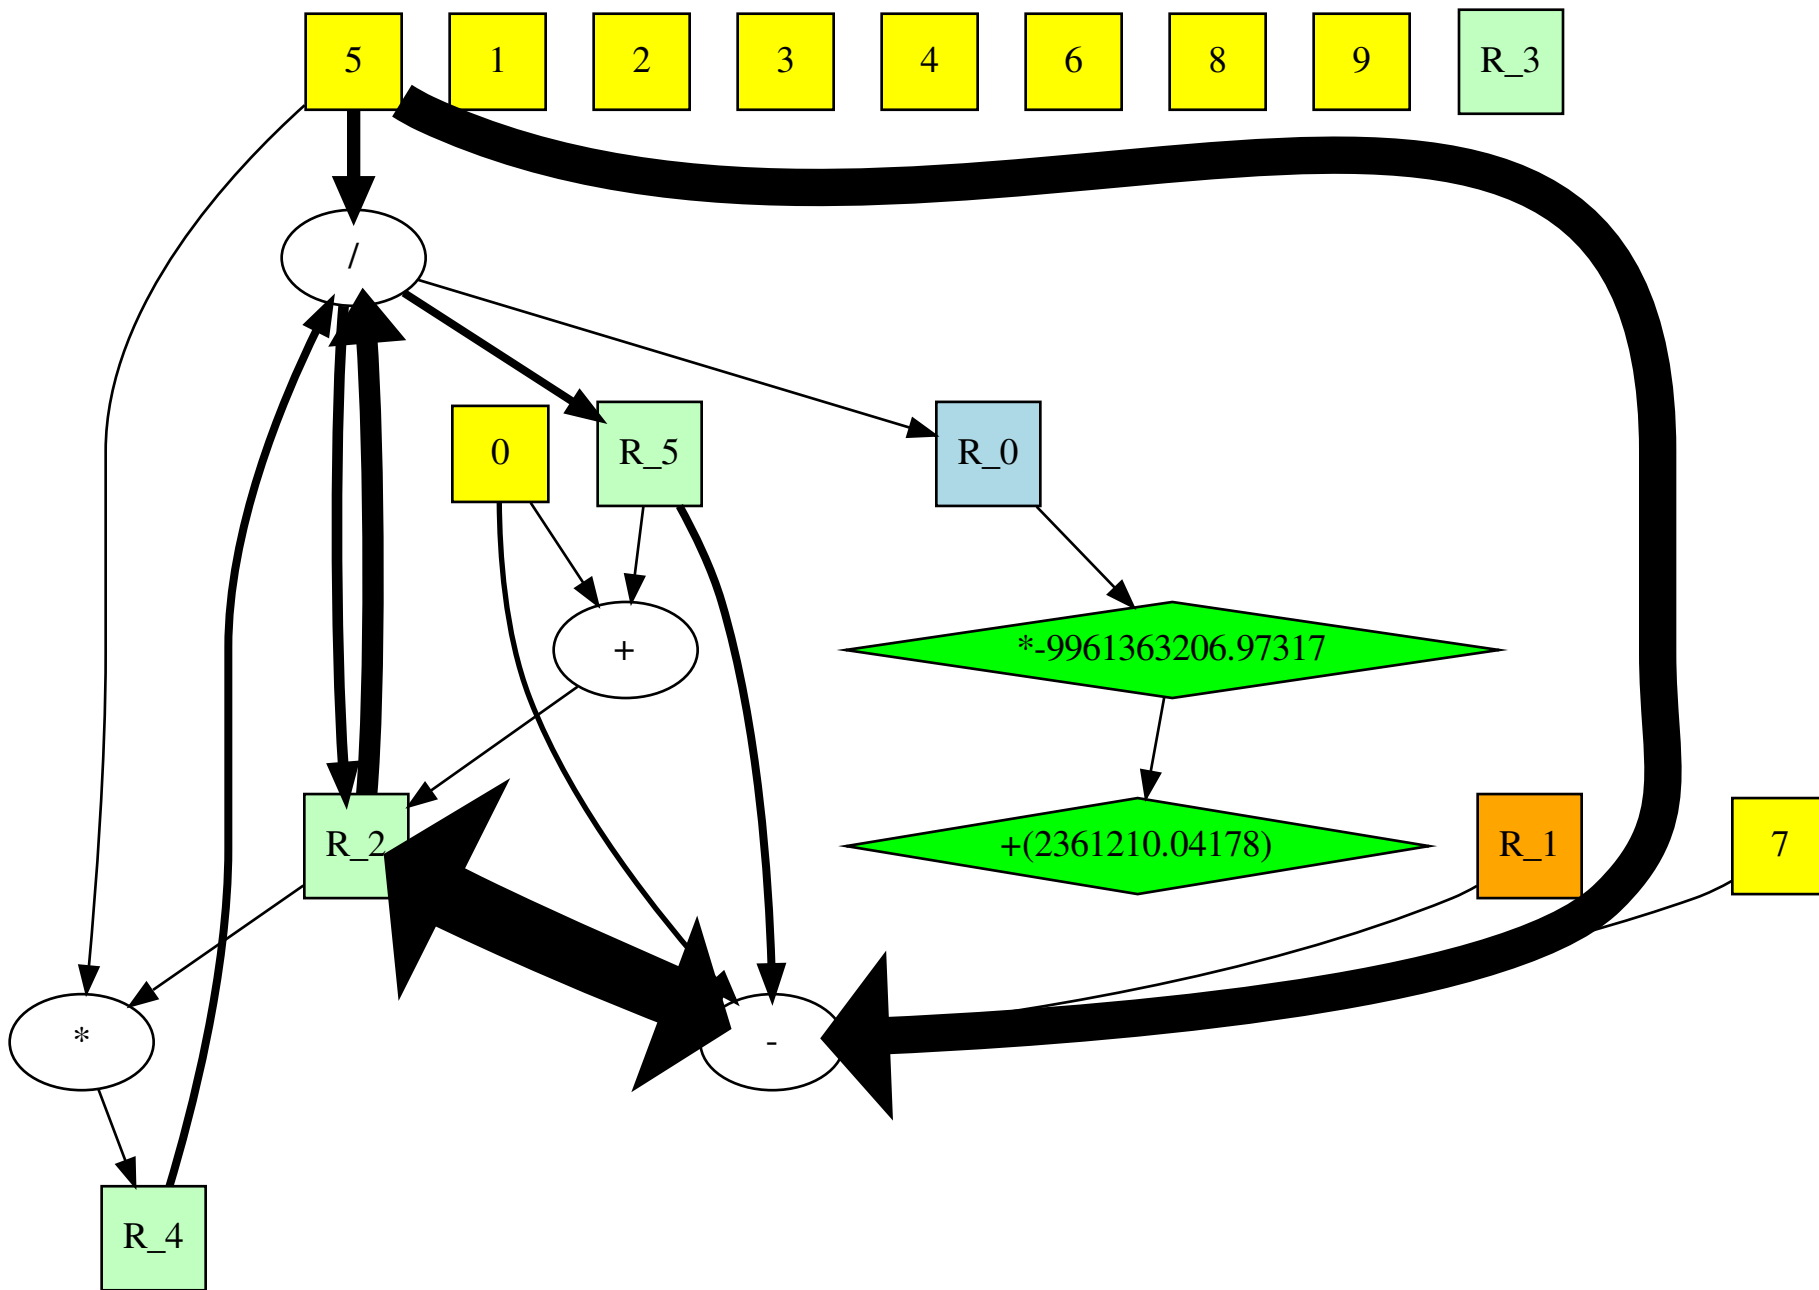 5 1 2 3 4 6 8 9 R_3
/
0 R_5 R_0
+ *-9961363206.97317
R_2 +(2361210.04178) R_1 7
* -
R_4